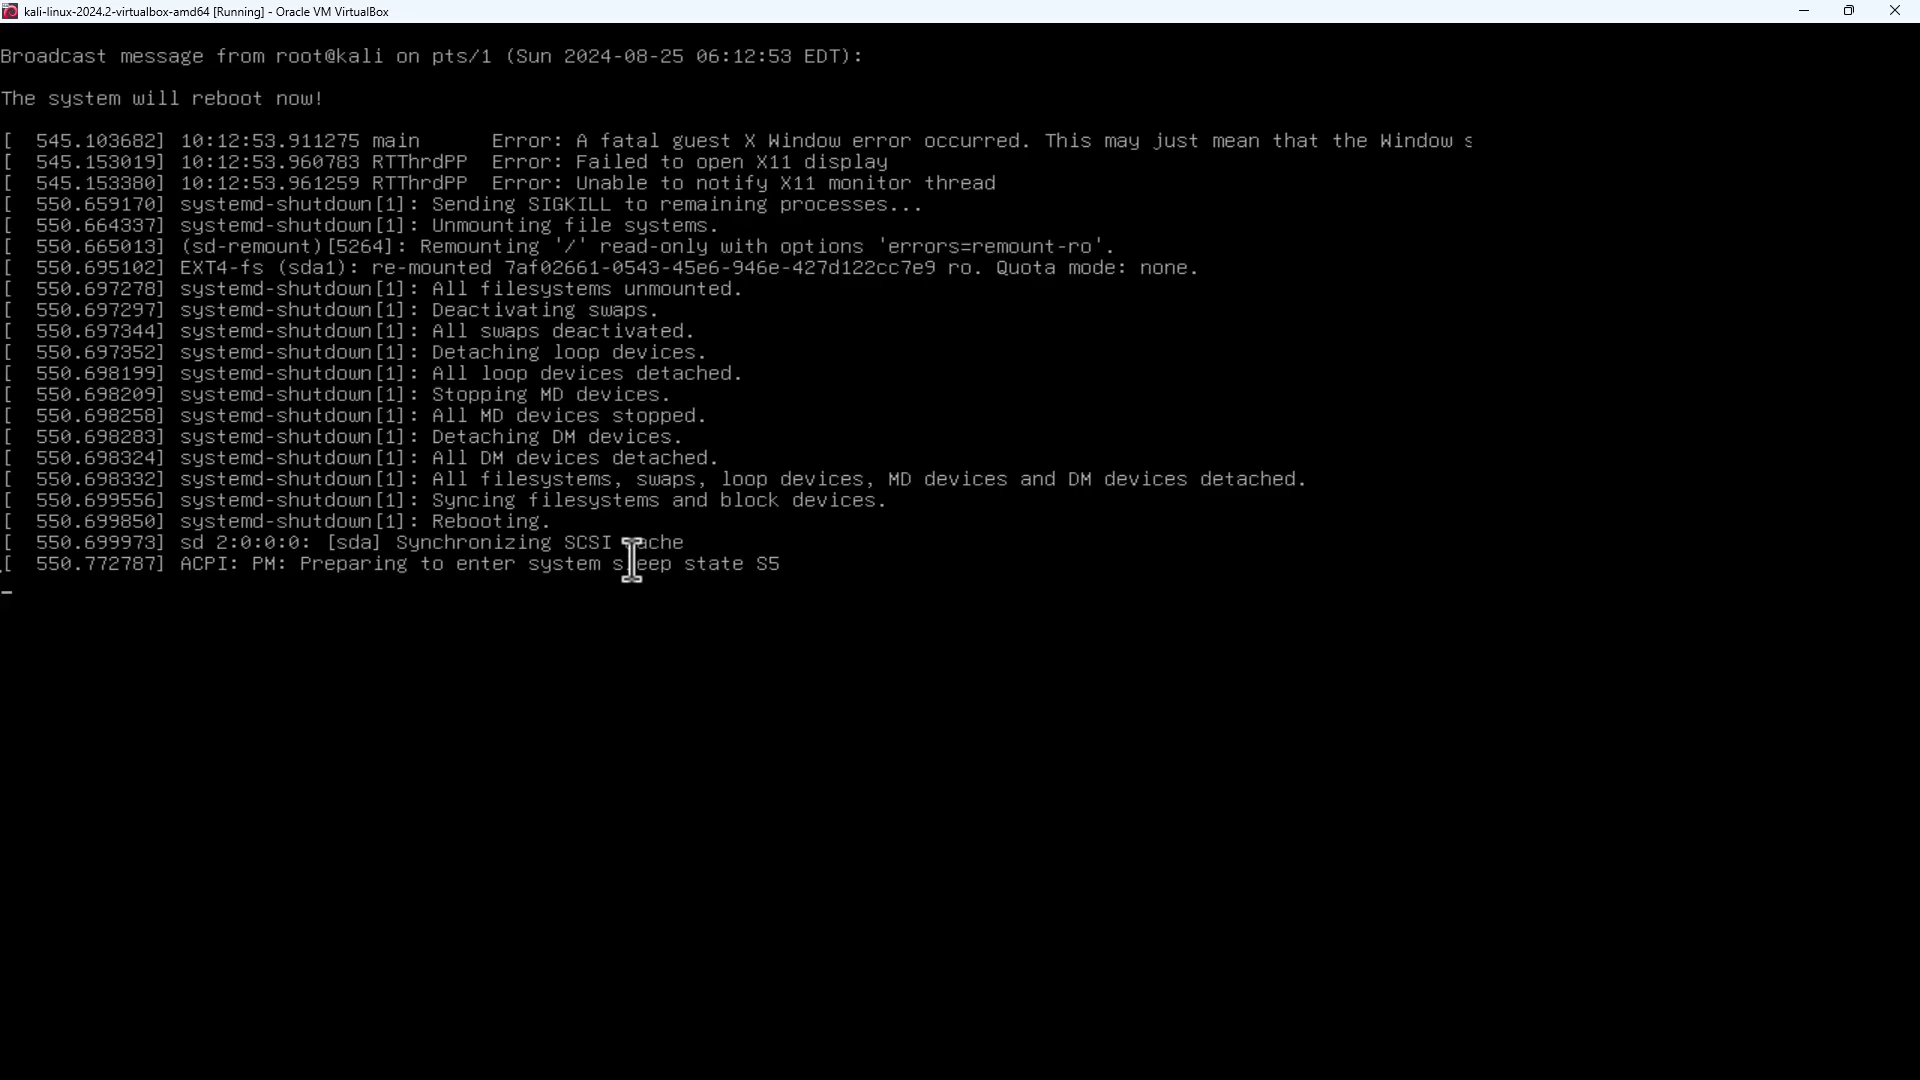 kali-linux-2024.2-virtualbox-amd64 [Running] - Oracle VM VirtualBox
Broadcast message from root@kali on pts/1 (Sun 2024-08-25 06:12:53 EDT):
The system will reboot now!
[  545.103682] 10:12:53.911275 main      Error: A fatal guest X Window error occurred. This may just mean that the Window s
[  545.153019] 10:12:53.960783 RTThrdPP  Error: Failed to open X11 display
[  545.153380] 10:12:53.961259 RTThrdPP  Error: Unable to notify X11 monitor thread
[  550.659170] systemd-shutdown[1]: Sending SIGKILL to remaining processes...
[  550.664337] systemd-shutdown[1]: Unmounting file systems.
[  550.665013] (sd-remount)[5264]: Remounting '/' read-only with options 'errors=remount-ro'.
[  550.695102] EXT4-fs (sda1): re-mounted 7af02661-0543-45e6-946e-427d122cc7e9 ro. Quota mode: none.
[  550.697278] systemd-shutdown[1]: All filesystems unmounted.
[  550.697297] systemd-shutdown[1]: Deactivating swaps.
[  550.697344] systemd-shutdown[1]: All swaps deactivated.
[  550.697352] systemd-shutdown[1]: Detaching loop devices.
[  550.698199] systemd-shutdown[1]: All loop devices detached.
[  550.698209] systemd-shutdown[1]: Stopping MD devices.
[  550.698258] systemd-shutdown[1]: All MD devices stopped.
[  550.698283] systemd-shutdown[1]: Detaching DM devices.
[  550.698324] systemd-shutdown[1]: All DM devices detached.
[  550.698332] systemd-shutdown[1]: All filesystems, swaps, loop devices, MD devices and DM devices detached.
[  550.699556] systemd-shutdown[1]: Syncing filesystems and block devices.
[  550.699850] systemd-shutdown[1]: Rebooting.
[  550.699973] sd 2:0:0:0: [sda] Synchronizing SCSI cache
[  550.772787] ACPI: PM: Preparing to enter system sleep state S5